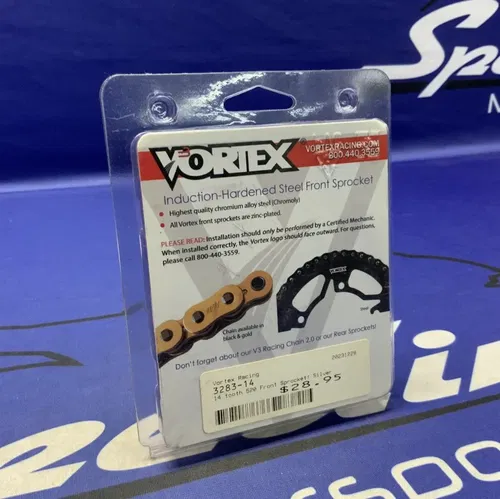 VORTEX
VORTEXRACING.COM
800.440.3559
Induction-Hardened Steel Front Sprocket
• Highest quality chromium alloy steel (Chromoly)
• All Vortex front sprockets are zinc-plated.
PLEASE READ: Installation should only be performed by a Certified Mechanic.
When installed correctly, the Vortex logo should face outward. For questions,
please call 800-440-3559.
VORTEX
Chain available in
black & gold
Don't forget about our V3 Racing Chain 2.0 or our Rear Sprockets!
Vortex Racing
3283-14
14 Tooth 520 Front Sprocket: Silver
$28.95